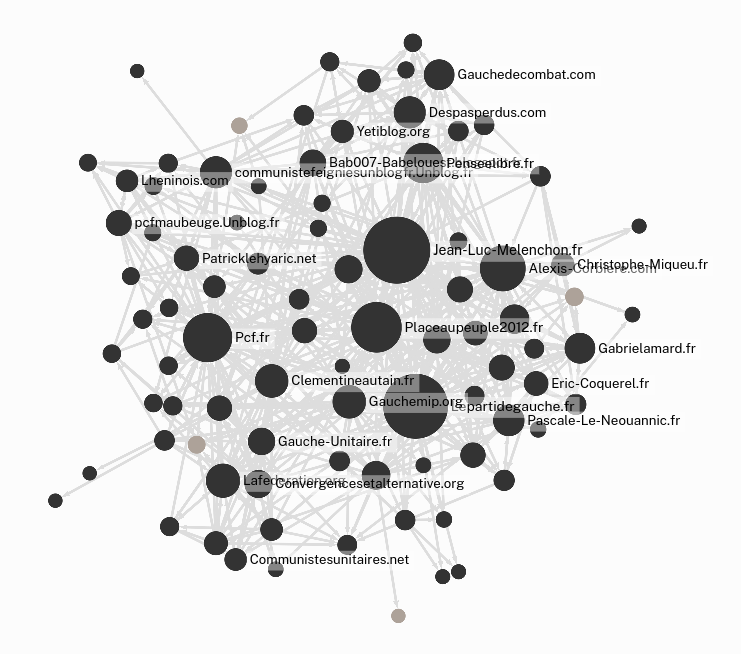 Gauchedecombat.com
Despasperdus.com
Yetiblog.org
Bab007-Babelouest.blogspot.fr
Penseelibre.fr
communistefeigniesunblogfr.Unblog.fr
Lheninois.com
pcfmaubeuge.Unblog.fr
Jean-Luc-Melenchon.fr
Patricklehyaric.net
Christophe-Miqueu.fr
Alexis-Corbiere.com
Placeaupeuple2012.fr
Pcf.fr
Gabrielamard.fr
Clementineautain.fr
Eric-Coquerel.fr
Gauchemip.org
Lepartidegauche.fr
Pascale-Le-Neouannic.fr
Gauche-Unitaire.fr
Lafederation.org
Convergencesetalternative.org
Communistesunitaires.net